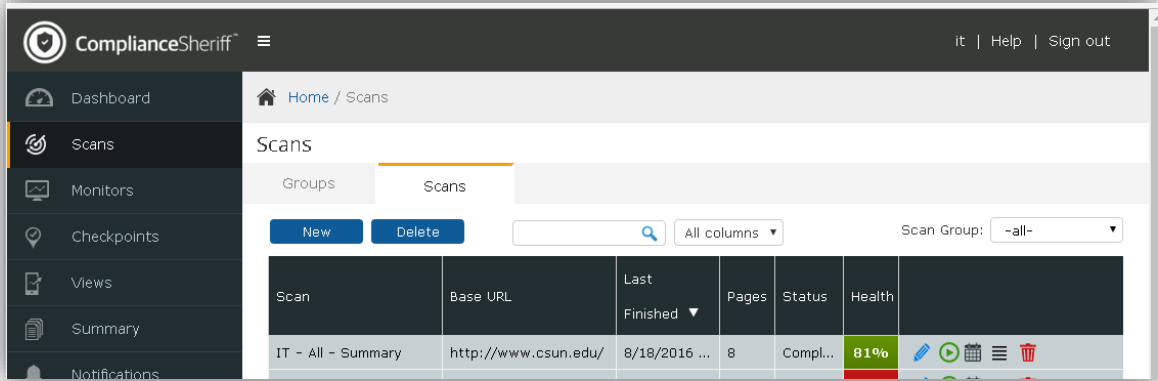 ComplianceSheriff™ it | Help | Sign out
Dashboard
Scans
Monitors
Checkpoints
Views
Summary
Notifications
Home / Scans
Scans
Groups Scans
New Delete All columns Scan Group: -all-
Scan Base URL Last Finished ▼ Pages Status Health
IT - All - Summary http://www.csun.edu/ 8/18/2016 ... 8 Compl... 81%